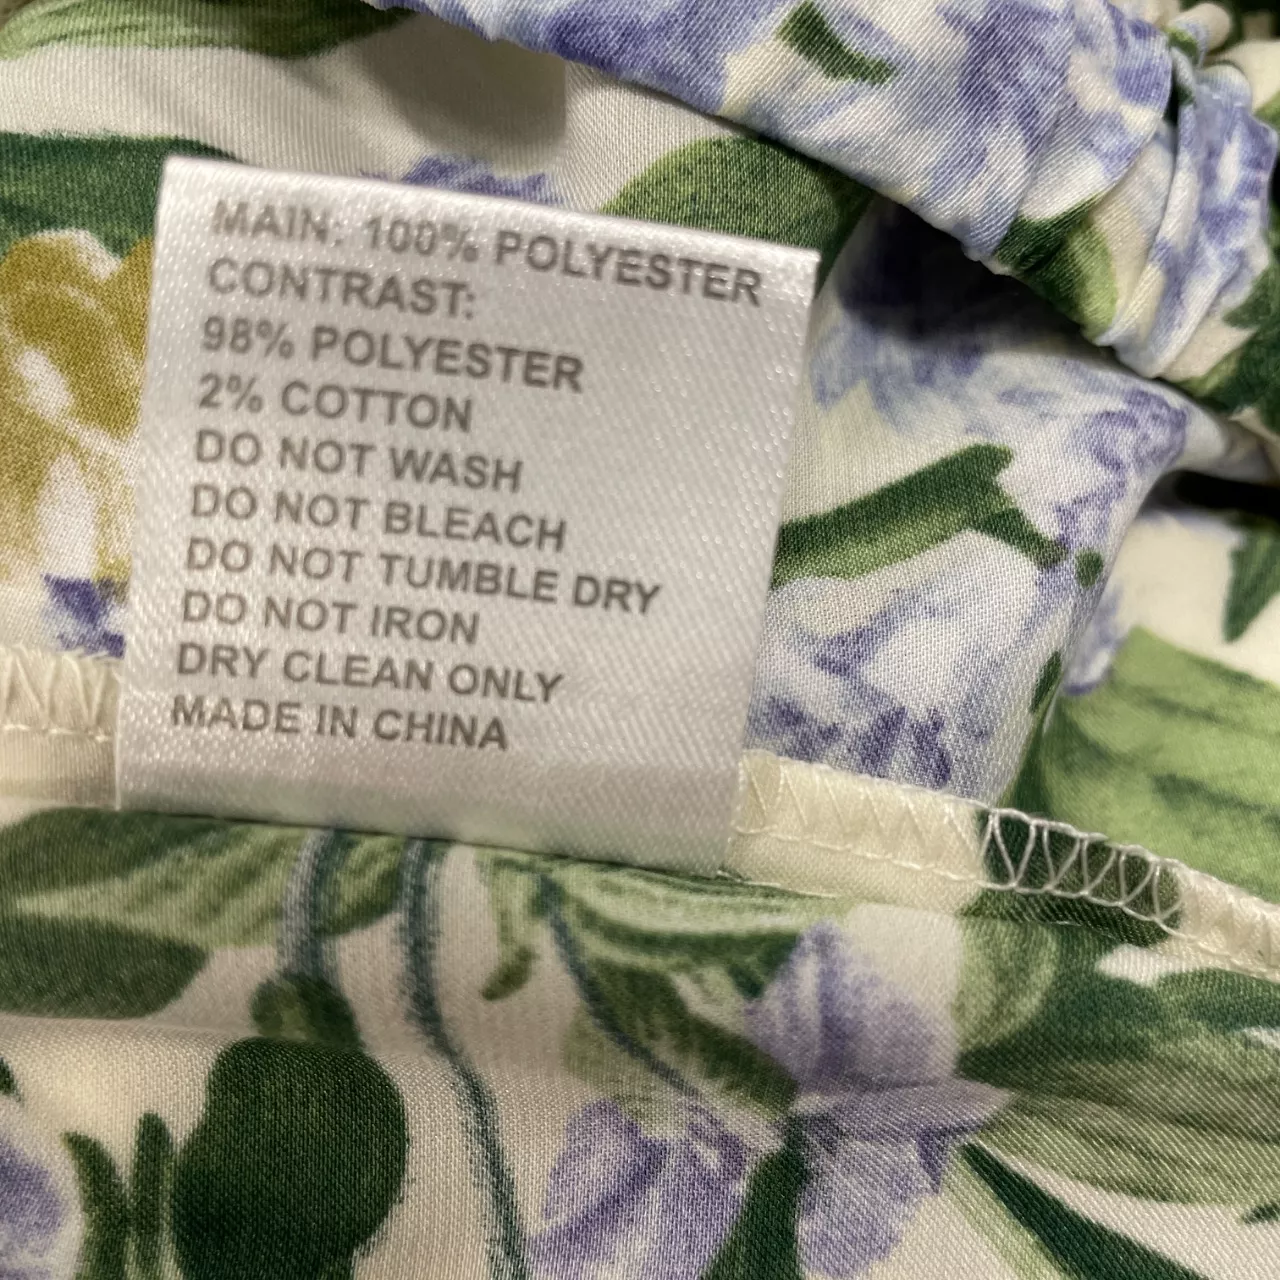 MAIN: 100% POLYESTER
CONTRAST:
98% POLYESTER
2% COTTON
DO NOT WASH
DO NOT BLEACH
DO NOT TUMBLE DRY
DO NOT IRON
DRY CLEAN ONLY
MADE IN CHINA